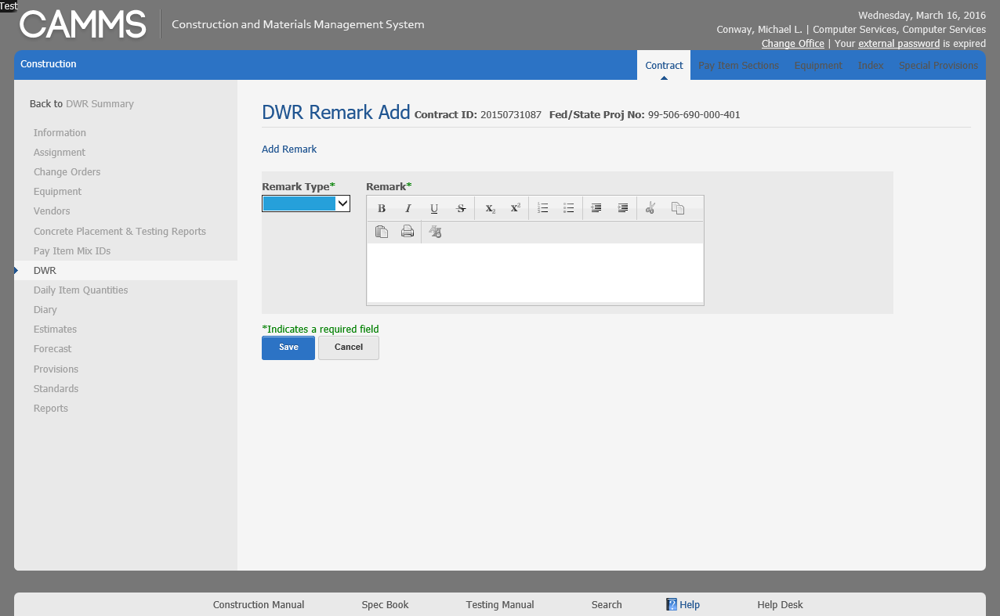 Test
CAMMS
Construction and Materials Management System
Wednesday, March 16, 2016
Conway, Michael L. | Computer Services, Computer Services
Change Office | Your external password is expired
Construction
Contract Pay Item Sections Equipment Index Special Provisions
Back to DWR Summary
Information
Assignment
Change Orders
Equipment
Vendors
Concrete Placement & Testing Reports
Pay Item Mix IDs
DWR
Daily Item Quantities
Diary
Estimates
Forecast
Provisions
Standards
Reports
DWR Remark Add Contract ID: 20150731087 Fed/State Proj No: 99-506-690-000-401
Add Remark
Remark Type* Remark*
B I U S x2 x2
*Indicates a required field
Save Cancel
Construction Manual Spec Book Testing Manual Search ? Help Help Desk